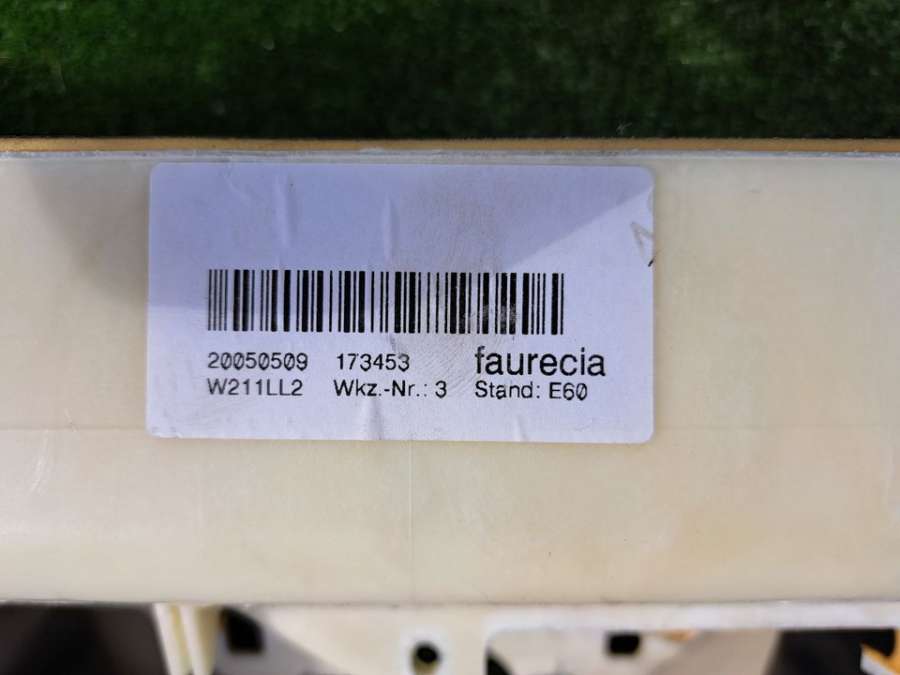 20050509 173453 faurecia
W211LL2 Wkz.-Nr.: 3 Stand: E60